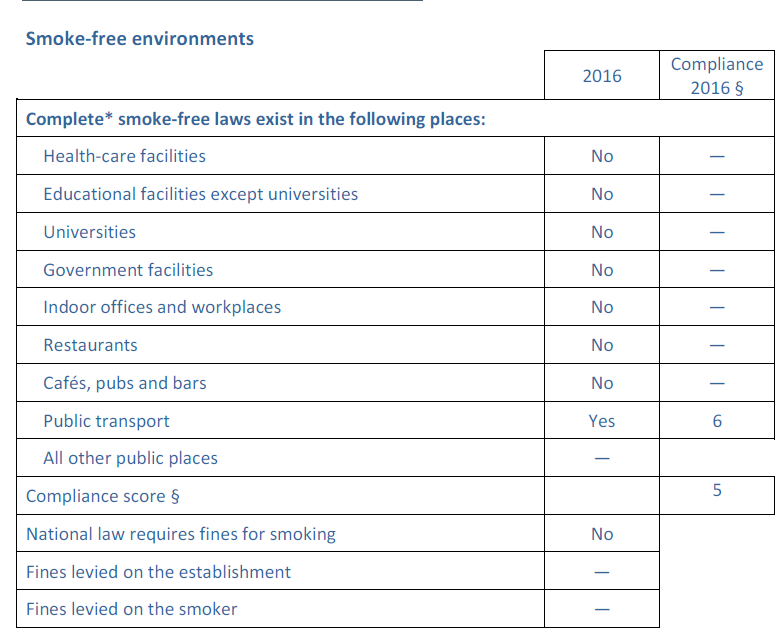 Smoke-free environments
2016
Compliance
2016 §
Complete* smoke-free laws exist in the following places:
Health-care facilities No —
Educational facilities except universities No —
Universities No —
Government facilities No —
Indoor offices and workplaces No —
Restaurants No —
Cafés, pubs and bars No —
Public transport Yes 6
All other public places —
Compliance score § 5
National law requires fines for smoking No
Fines levied on the establishment —
Fines levied on the smoker —